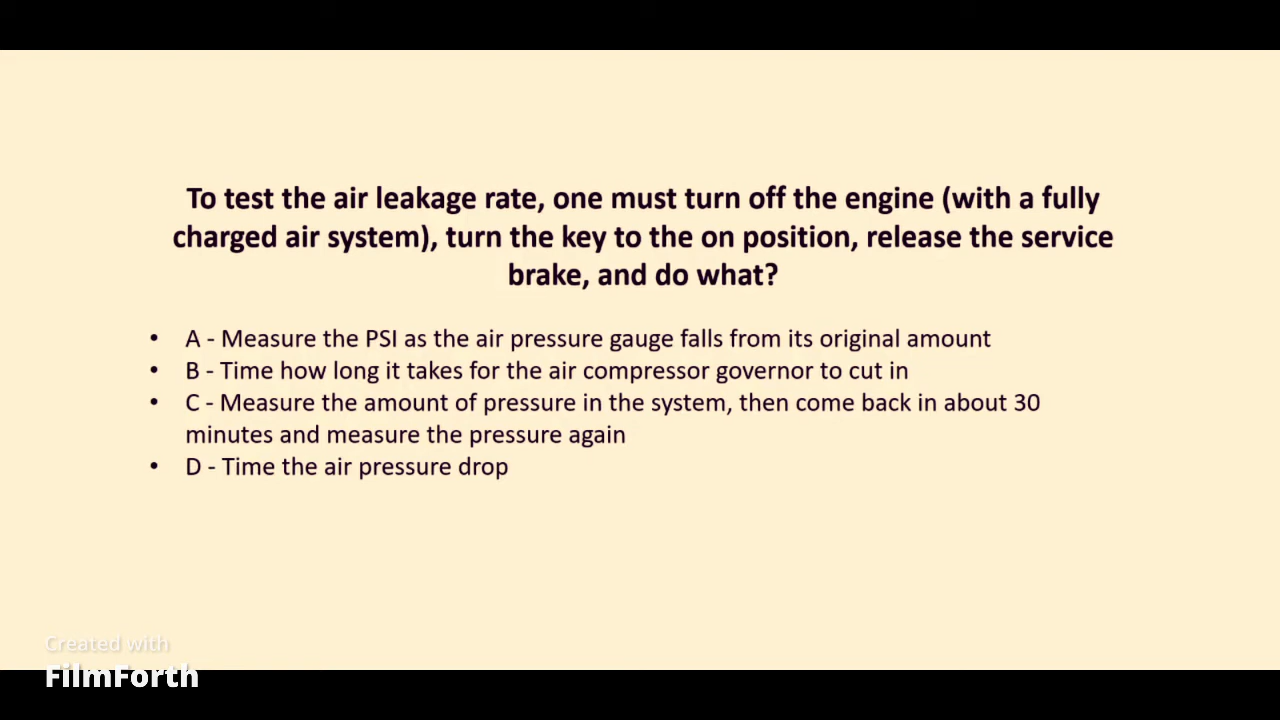 To test the air leakage rate, one must turn off the engine (with a fully
charged air system), turn the key to the on position, release the service
brake, and do what?
• A - Measure the PSI as the air pressure gauge falls from its original amount
• B - Time how long it takes for the air compressor governor to cut in
• C - Measure the amount of pressure in the system, then come back in about 30
minutes and measure the pressure again
• D - Time the air pressure drop
Created with
FilmForth